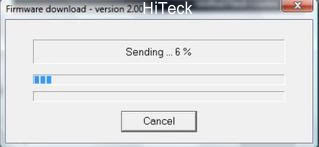 Firmware download - version 2.00
HiTeck
Sending ... 6 %
Cancel